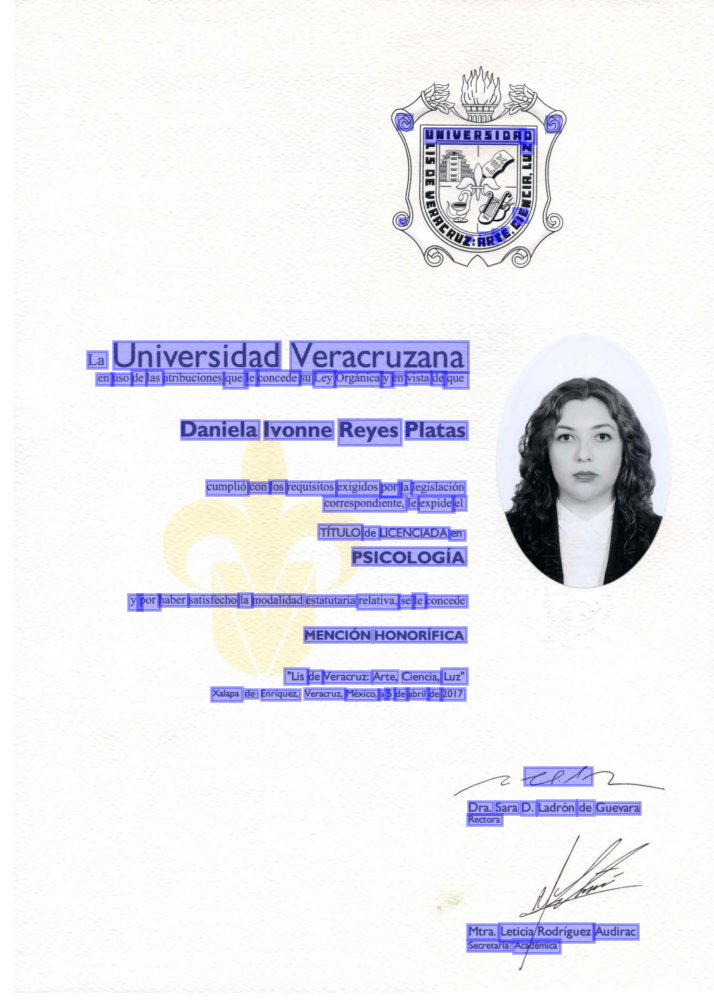 UNIVERSIDAD
LIS DE VERACRUZ: ARTE, CIENCIA, LUZ
La Universidad Veracruzana
en uso de las atribuciones que le concede su Ley Orgánica y en vista de que
Daniela Ivonne Reyes Platas
cumplió con los requisitos exigidos por la legislación
correspondiente, le expide el
TÍTULO de LICENCIADA en
PSICOLOGÍA
y por haber satisfecho la modalidad estatutaria relativa, se le concede
MENCIÓN HONORÍFICA
"Lis de Veracruz: Arte, Ciencia, Luz"
Xalapa de Enríquez, Veracruz, México, a 5 de abril de 2017
Dra. Sara D. Ladrón de Guevara
Rectora
Mtra. Leticia Rodríguez Audirac
Secretaria Académica